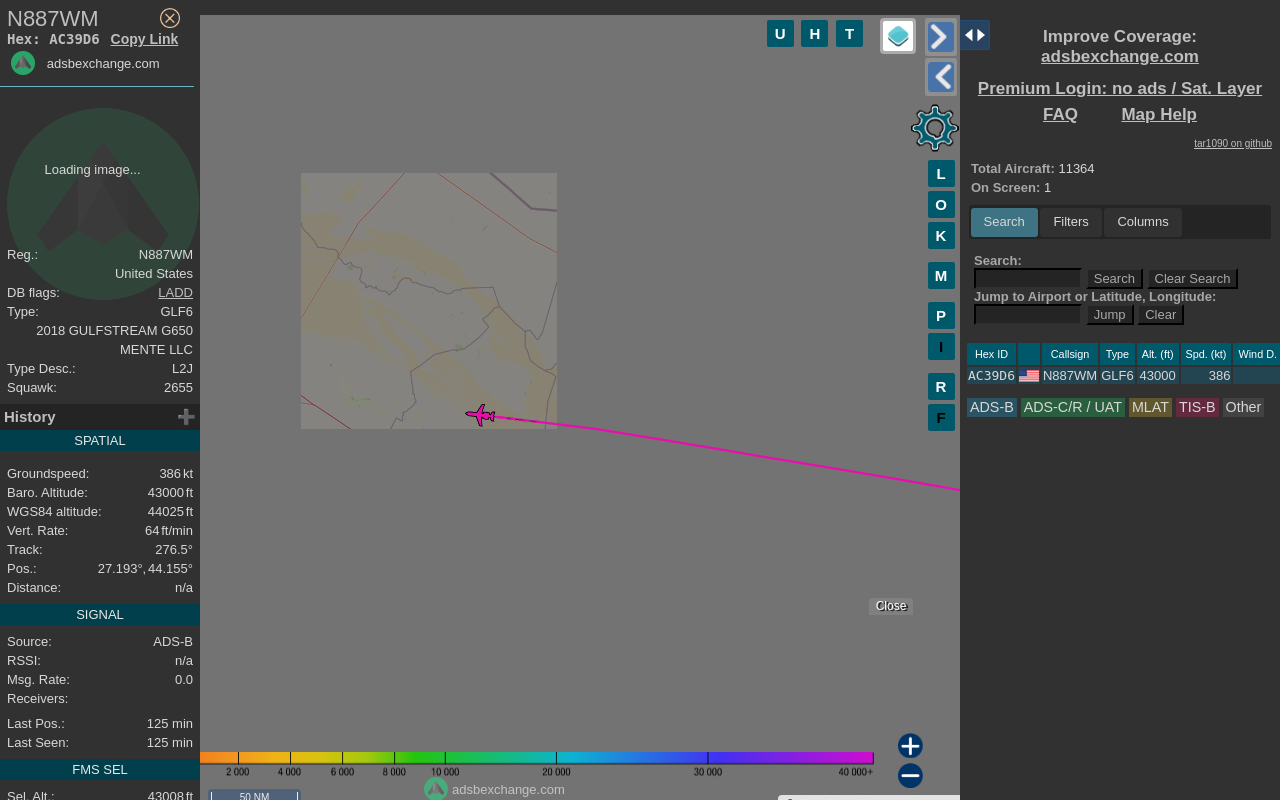 N887WM
Hex: AC39D6 Copy Link
adsbexchange.com
Loading image...
Reg.: N887WM
United States
DB flags: LADD
Type: GLF6
2018 GULFSTREAM G650
MENTE LLC
Type Desc.: L2J
Squawk: 2655
History
SPATIAL
Groundspeed: 386 kt
Baro. Altitude: 43000 ft
WGS84 altitude: 44025 ft
Vert. Rate: 64 ft/min
Track: 276.5°
Pos.: 27.193°, 44.155°
Distance: n/a
SIGNAL
Source: ADS-B
RSSI: n/a
Msg. Rate: 0.0
Receivers:
Last Pos.: 125 min
Last Seen: 125 min
FMS SEL
Sel. Alt.: 43008 ft
U H T
L
O
K
M
P
I
R
F
Close
2 000 4 000 6 000 8 000 10 000 20 000 30 000 40 000+
50 NM
adsbexchange.com
Improve Coverage:
adsbexchange.com
Premium Login: no ads / Sat. Layer
FAQ Map Help
tar1090 on github
Total Aircraft: 11364
On Screen: 1
Search Filters Columns
Search:
Search Clear Search
Jump to Airport or Latitude, Longitude:
Jump Clear
Hex ID Callsign Type Alt. (ft) Spd. (kt) Wind D.
AC39D6 N887WM GLF6 43000 386
ADS-B ADS-C/R / UAT MLAT TIS-B Other